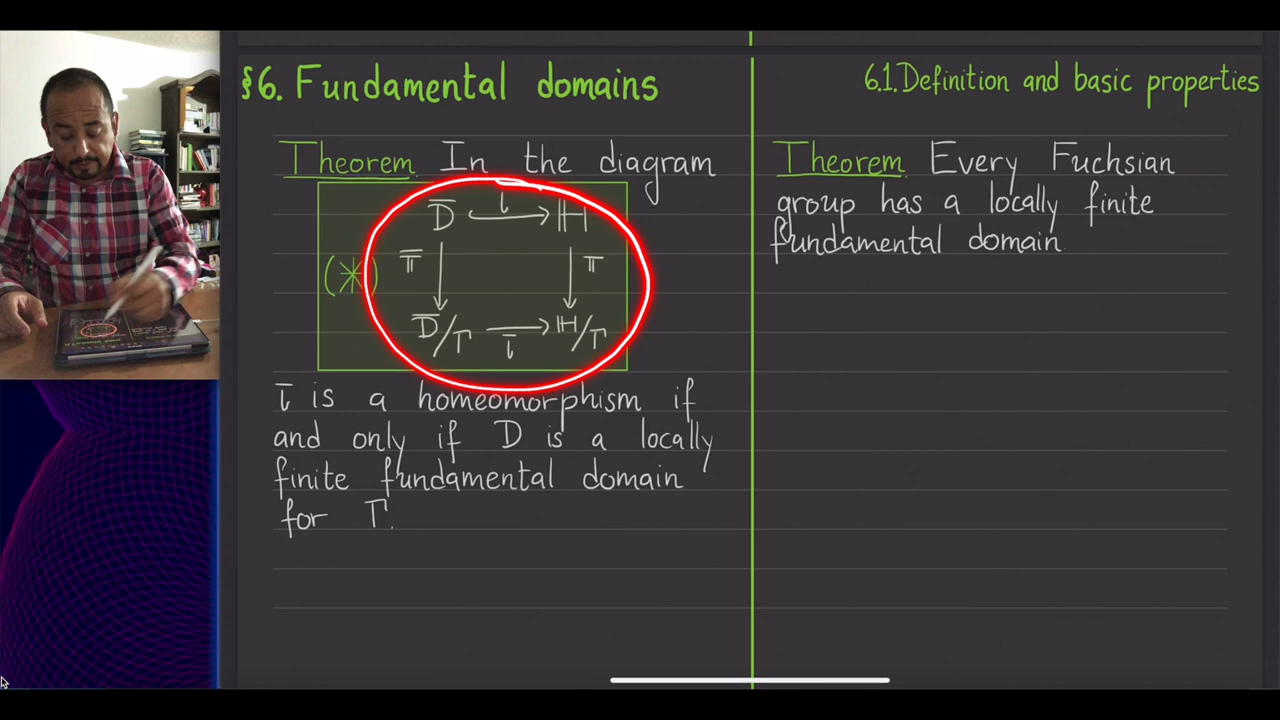 §6. Fundamental domains
6.1. Definition and basic properties
Theorem In the diagram
(*)
D̅ ι ℍ
π̅ π
D̅/Γ ι̅ ℍ/Γ
ι̅ is a homeomorphism if
and only if D is a locally
finite fundamental domain
for Γ.
Theorem. Every Fuchsian
group has a locally finite
fundamental domain.